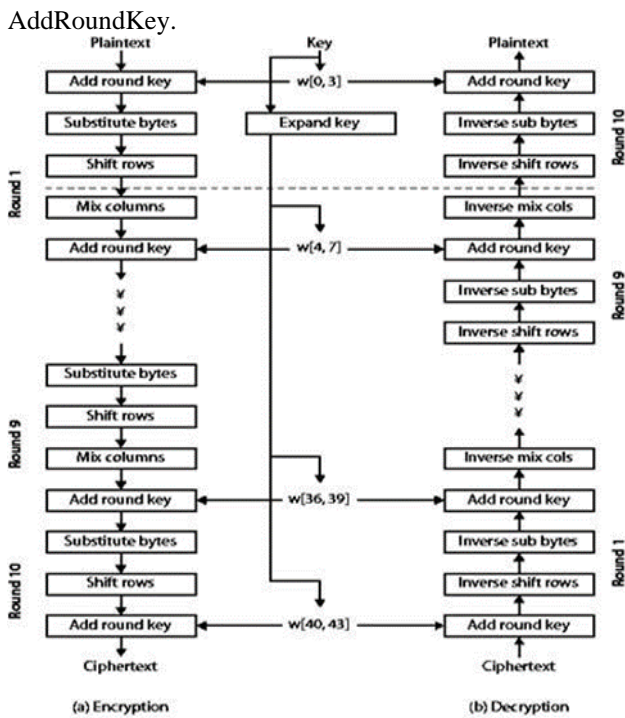 AddRoundKey.
Plaintext
Key
Plaintext
Add round key
w[0, 3]
Add round key
Substitute bytes
Expand key
Inverse sub bytes
Shift rows
Inverse shift rows
Round 1
Round 10
Mix columns
Inverse mix cols
Add round key
w[4, 7]
Add round key
Inverse sub bytes
Round 9
¥
¥
¥
Inverse shift rows
Substitute bytes
¥
¥
¥
Shift rows
Round 9
Mix columns
Inverse mix cols
Add round key
w[36, 39]
Add round key
Substitute bytes
Inverse sub bytes
Round 10
Shift rows
Inverse shift rows
Round 1
Add round key
w[40, 43]
Add round key
Ciphertext
Ciphertext
(a) Encryption
(b) Decryption